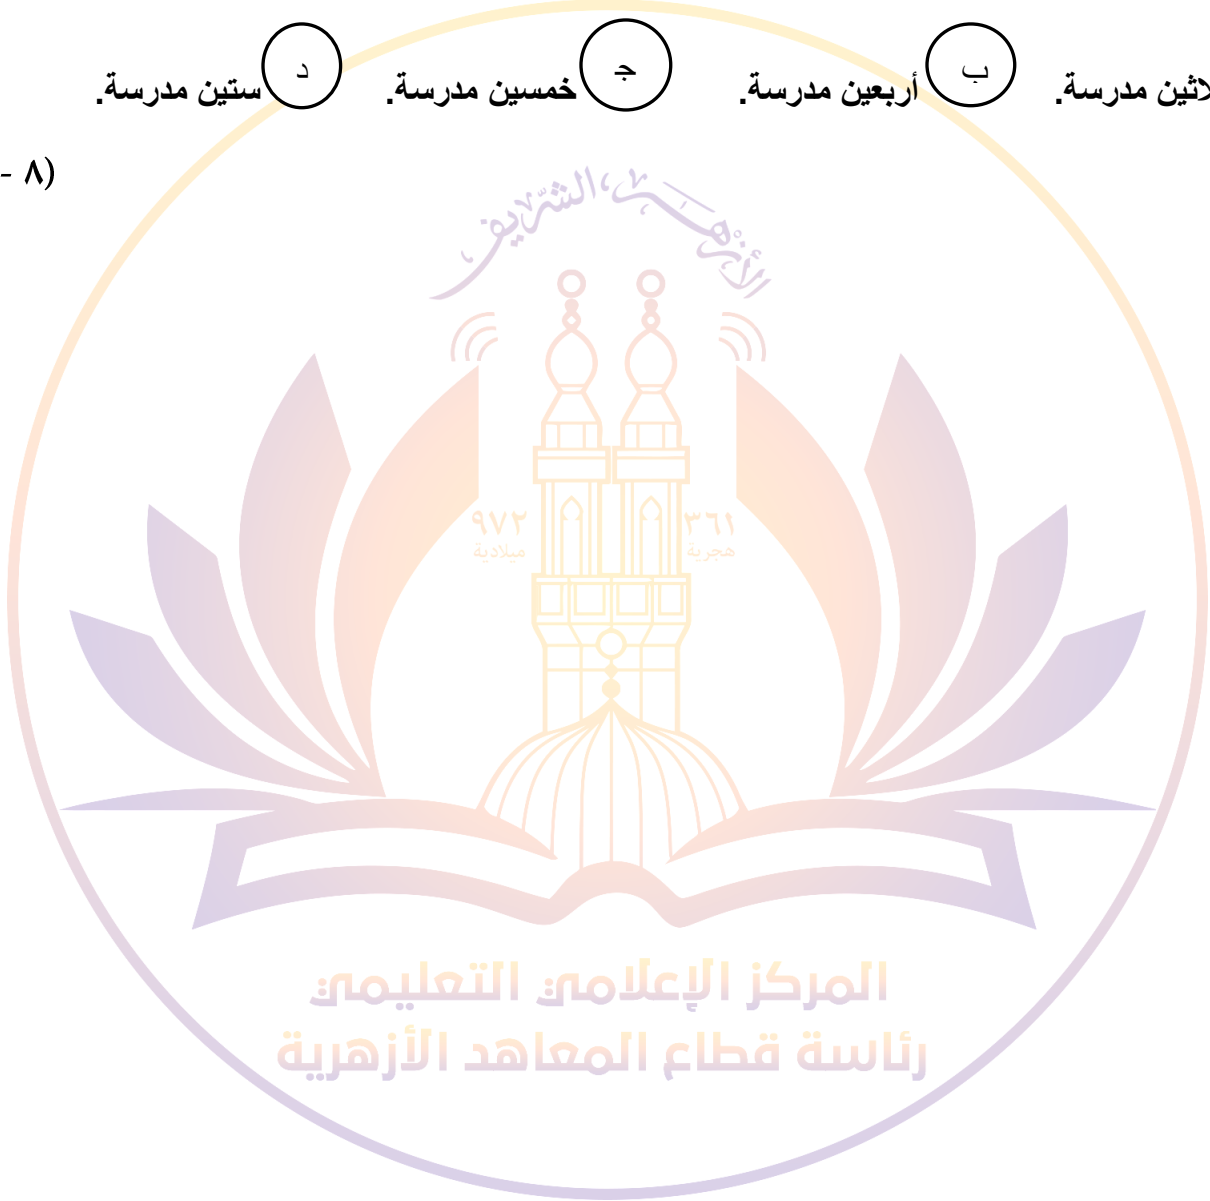 لاثين مدرسة. ب أربعين مدرسة. ج خمسين مدرسة. د ستين مدرسة.
(٨ -
الأزهر الشريف
٣٦١ ٩٧٢
هجرية ميلادية
المركز الإعلامي التعليمي
رئاسة قطاع المعاهد الأزهرية